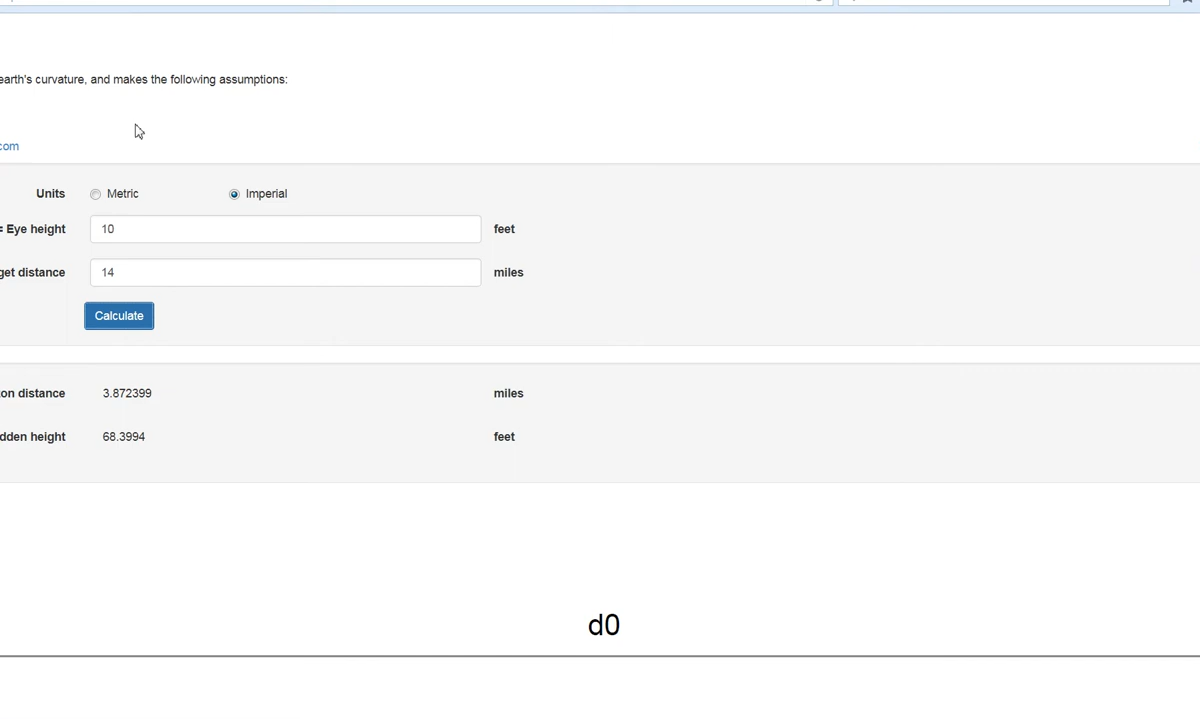 earth's curvature, and makes the following assumptions:
com
Units Metric Imperial
= Eye height 10 feet
get distance 14 miles
Calculate
on distance 3.872399 miles
dden height 68.3994 feet
d0